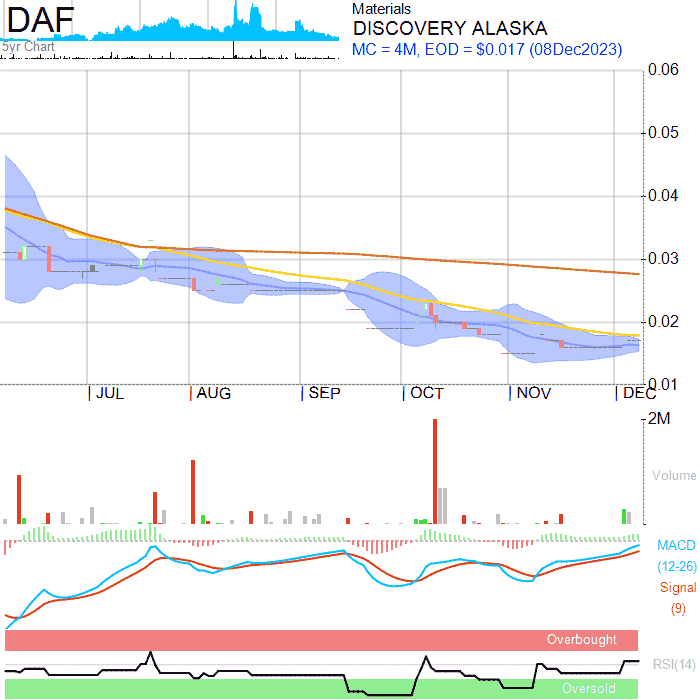 DAF
5yr Chart
Materials
DISCOVERY ALASKA
MC = 4M, EOD = $0.017 (08Dec2023)
0.06
0.05
0.04
0.03
0.02
0.01
JUL AUG SEP OCT NOV DEC
2M
Volume
MACD
(12-26)
Signal
(9)
Overbought
RSI(14)
Oversold